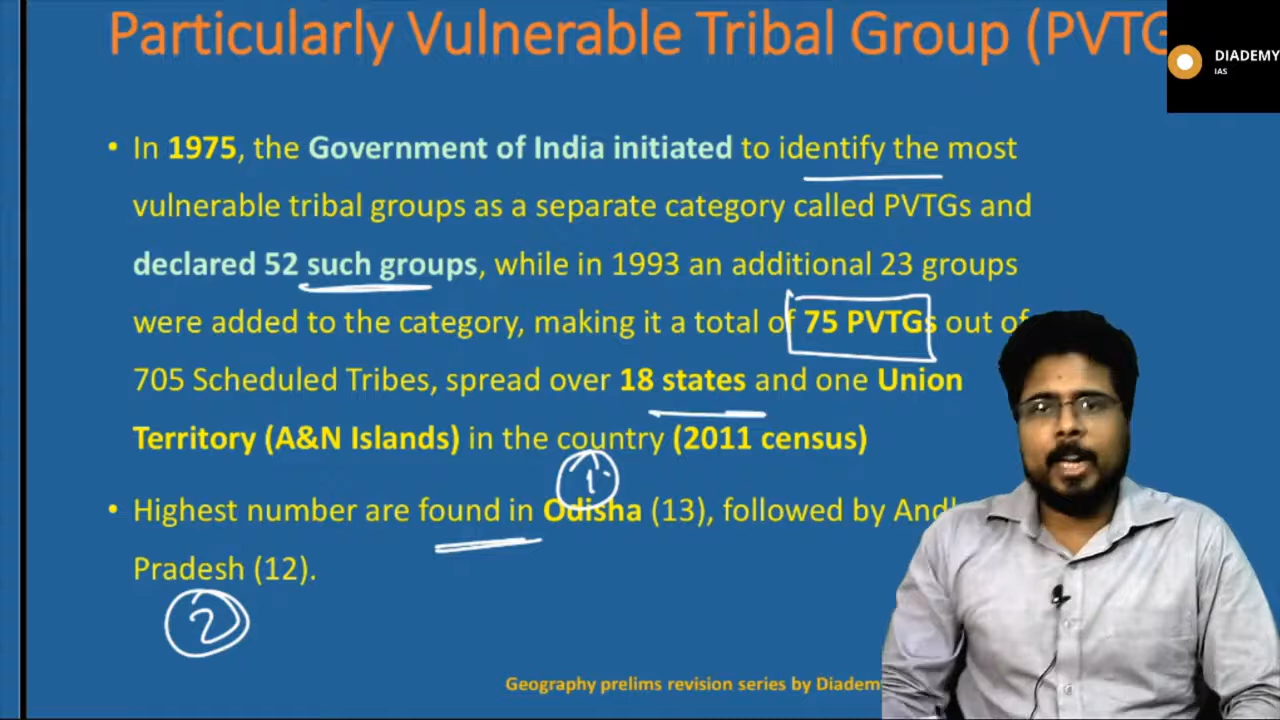 Particularly Vulnerable Tribal Group (PVTG
DIADEMY
IAS
• In 1975, the Government of India initiated to identify the most
vulnerable tribal groups as a separate category called PVTGs and
declared 52 such groups, while in 1993 an additional 23 groups
were added to the category, making it a total of 75 PVTGs out of
705 Scheduled Tribes, spread over 18 states and one Union
Territory (A&N Islands) in the country (2011 census)
1
• Highest number are found in Odisha (13), followed by Andh
Pradesh (12).
2
Geography prelims revision series by Diademy